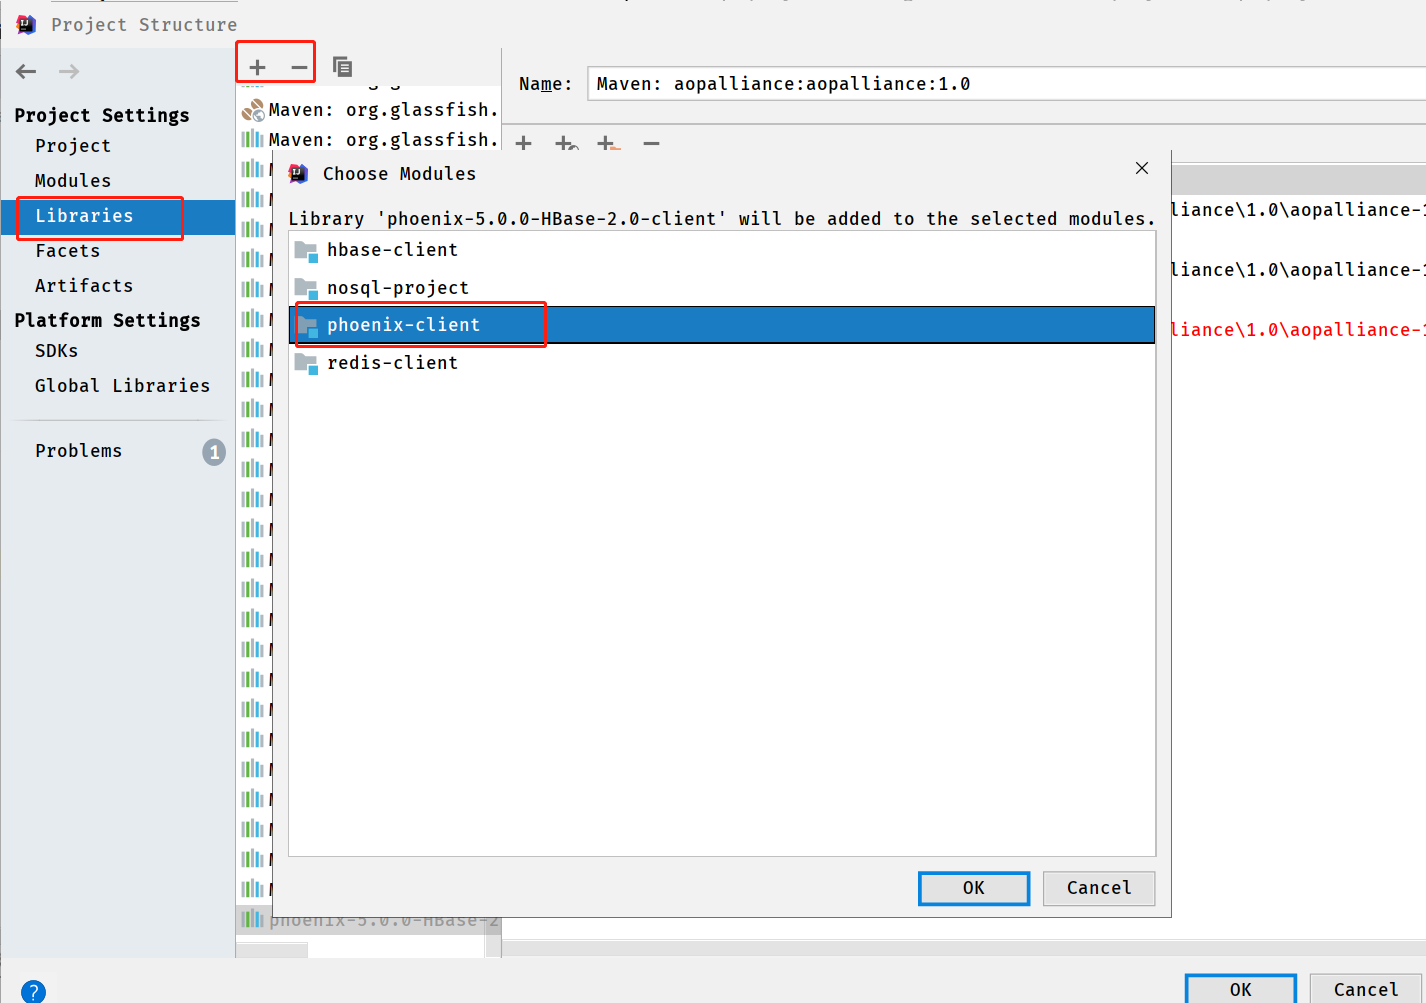 Project Structure
Project Settings
Project
Modules
Libraries
Facets
Artifacts
Platform Settings
SDKs
Global Libraries
Problems
1
Maven: org.glassfish.
Maven: org.glassfish.
phoenix-5.0.0-HBase-2
Name:
Maven: aopalliance:aopalliance:1.0
liance\1.0\aopalliance-1
liance\1.0\aopalliance-1
liance\1.0\aopalliance-1
Choose Modules
Library 'phoenix-5.0.0-HBase-2.0-client' will be added to the selected modules.
hbase-client
nosql-project
phoenix-client
redis-client
OK
Cancel
?
OK
Cancel